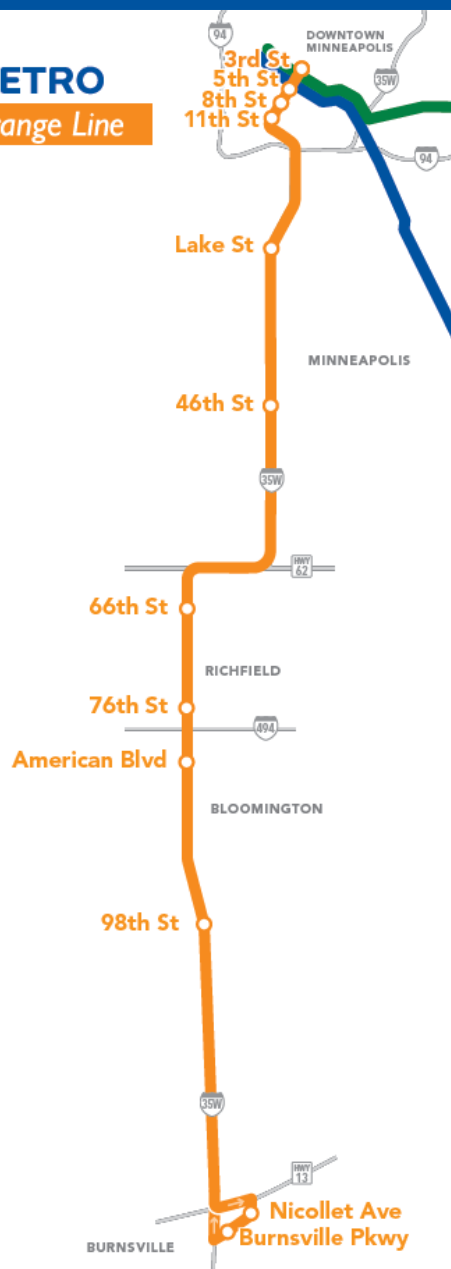 94
DOWNTOWN
MINNEAPOLIS
3rd St
ETRO
5th St
35W
8th St
range Line
11th St
94
Lake St
MINNEAPOLIS
46th St
35W
HWY
62
66th St
RICHFIELD
76th St
494
American Blvd
BLOOMINGTON
98th St
35W
HWY
13
Nicollet Ave
Burnsville Pkwy
BURNSVILLE